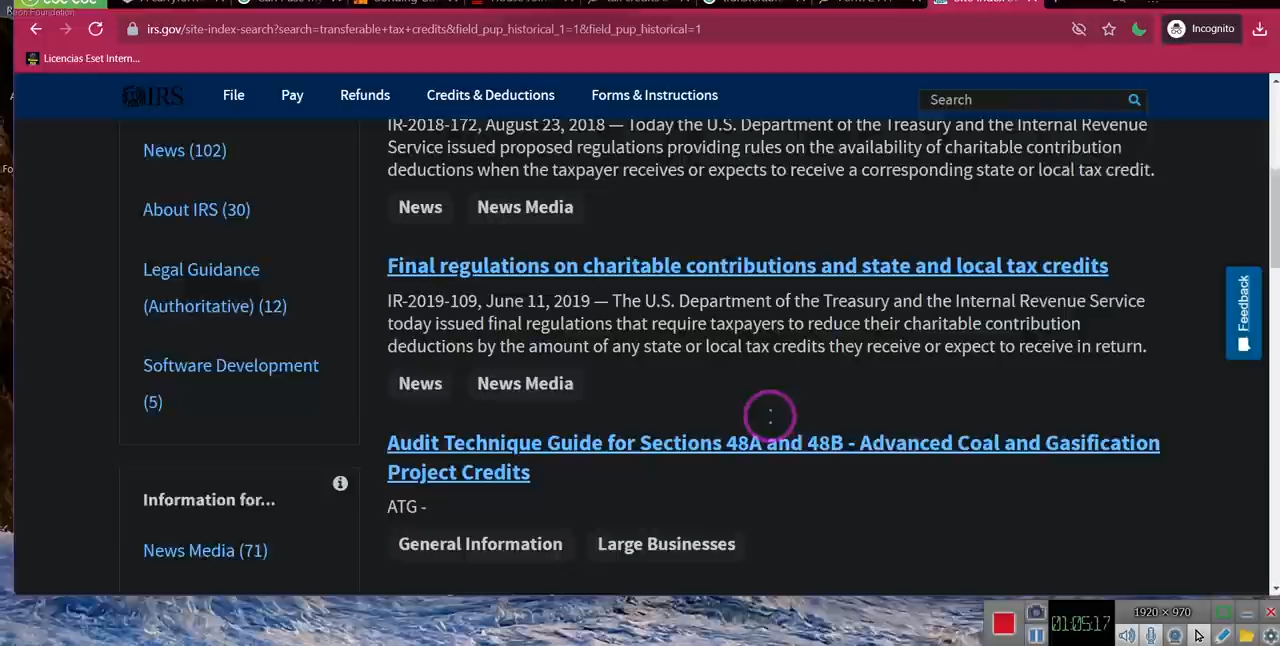 irs.gov/site-index-search?search=transferable+tax+credits&field_pup_historical_1=1&field_pup_historical=1
Incognito
Licencias Eset Intern...
IRS
File
Pay
Refunds
Credits & Deductions
Forms & Instructions
Search
News (102)
About IRS (30)
Legal Guidance
(Authoritative) (12)
Software Development
(5)
Information for...
News Media (71)
IR-2018-172, August 23, 2018 — Today the U.S. Department of the Treasury and the Internal Revenue
Service issued proposed regulations providing rules on the availability of charitable contribution
deductions when the taxpayer receives or expects to receive a corresponding state or local tax credit.
News
News Media
Final regulations on charitable contributions and state and local tax credits
IR-2019-109, June 11, 2019 — The U.S. Department of the Treasury and the Internal Revenue Service
today issued final regulations that require taxpayers to reduce their charitable contribution
deductions by the amount of any state or local tax credits they receive or expect to receive in return.
News
News Media
Audit Technique Guide for Sections 48A and 48B - Advanced Coal and Gasification
Project Credits
ATG -
General Information
Large Businesses
Feedback
1920 × 970
01:05:17